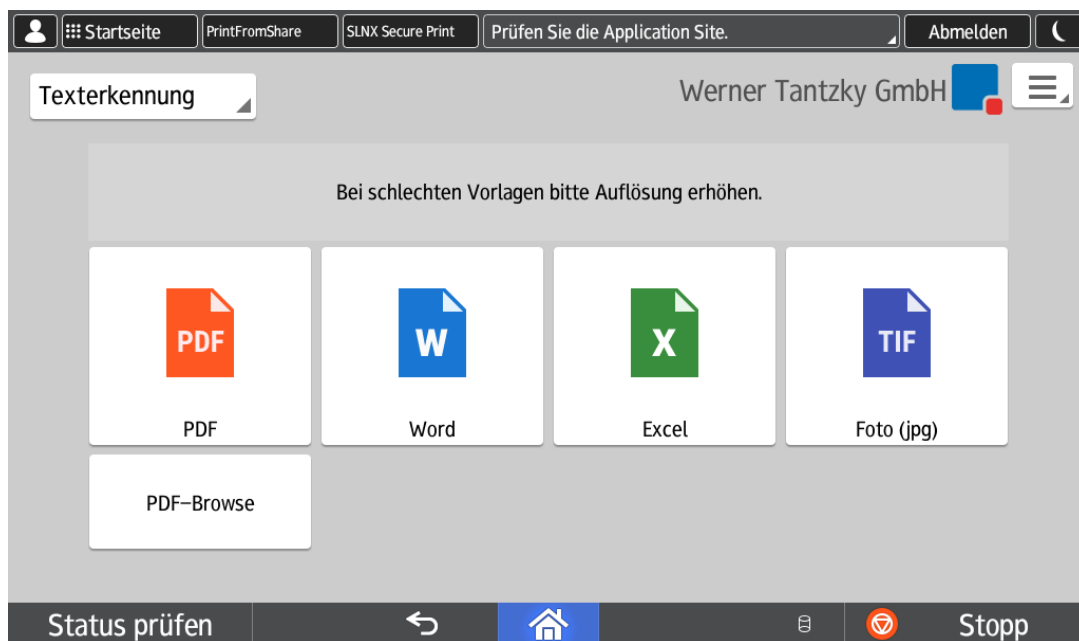 Startseite
PrintFromShare
SLNX Secure Print
Prüfen Sie die Application Site.
Abmelden
Texterkennung
Werner Tantzky GmbH
Bei schlechten Vorlagen bitte Auflösung erhöhen.
PDF
W
X
TIF
PDF
Word
Excel
Foto (jpg)
PDF-Browse
Status prüfen
Stopp